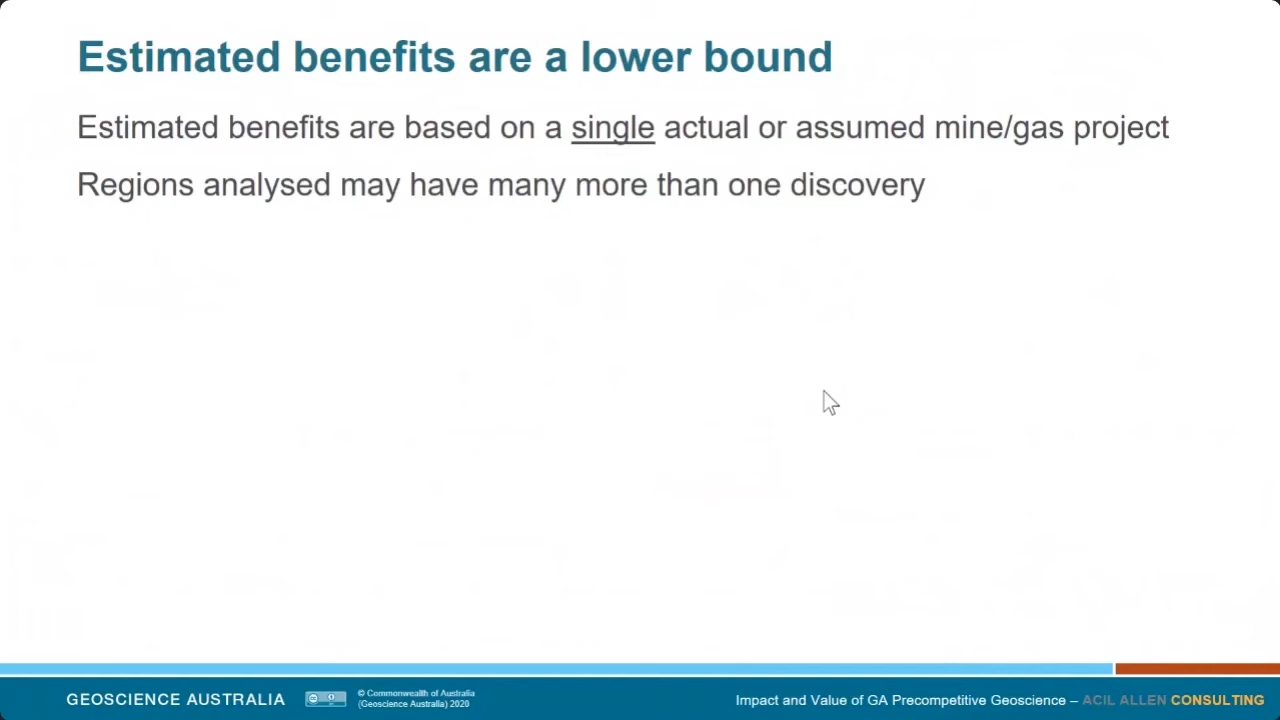 Estimated benefits are a lower bound
Estimated benefits are based on a single actual or assumed mine/gas project
Regions analysed may have many more than one discovery
GEOSCIENCE AUSTRALIA
© Commonwealth of Australia
(Geoscience Australia) 2020
Impact and Value of GA Precompetitive Geoscience – ACIL ALLEN CONSULTING